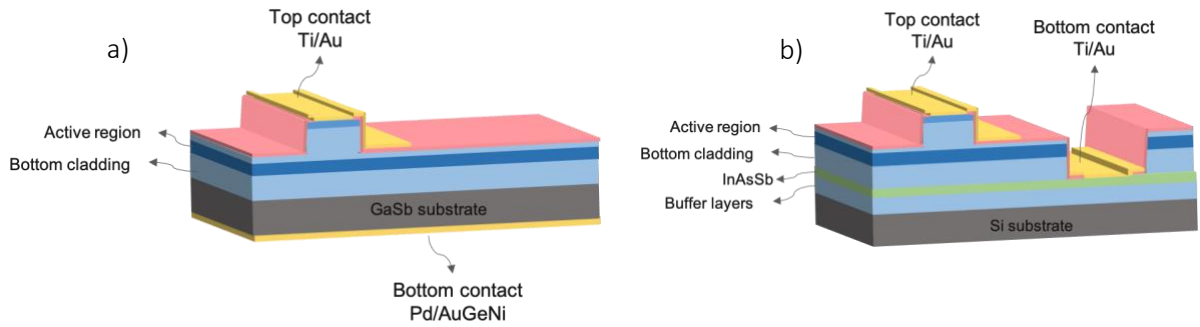 a)
Top contact
Ti/Au
Active region
Bottom cladding
GaSb substrate
Bottom contact
Pd/AuGeNi
b)
Top contact
Ti/Au
Bottom contact
Ti/Au
Active region
Bottom cladding
InAsSb
Buffer layers
Si substrate